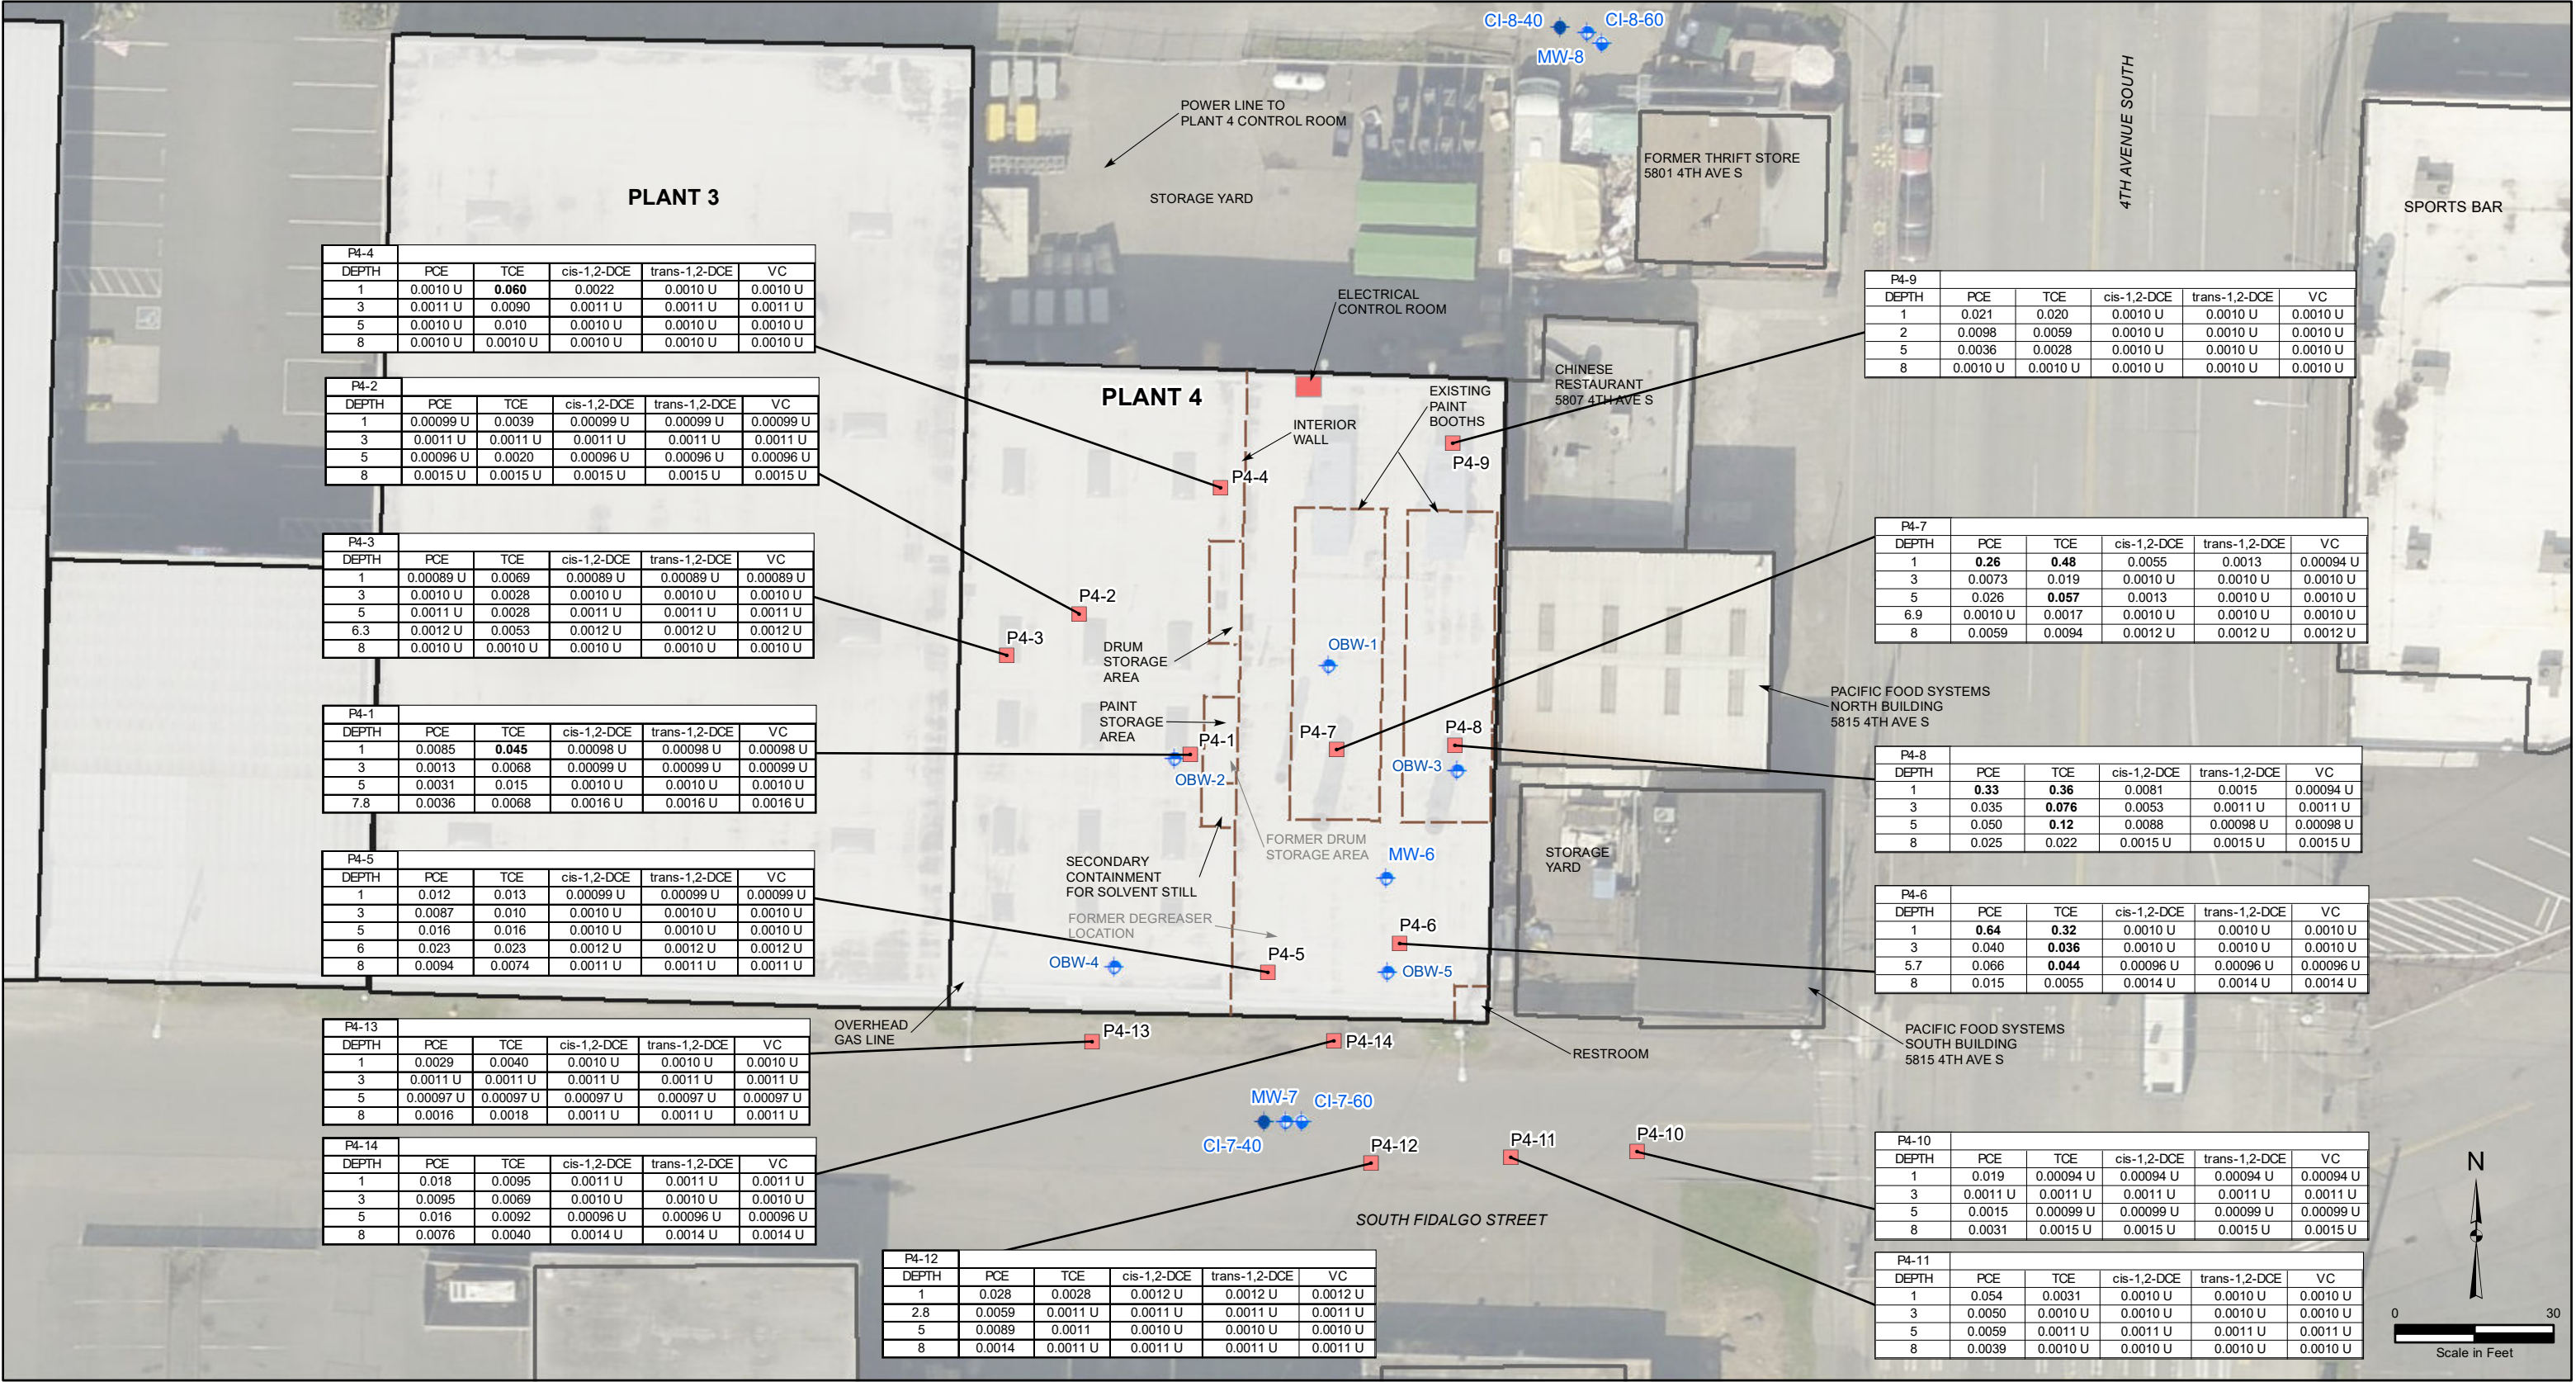 CI-8-40
CI-8-60
MW-8
POWER LINE TO
PLANT 4 CONTROL ROOM
STORAGE YARD
FORMER THRIFT STORE
5801 4TH AVE S
4TH AVENUE SOUTH
SPORTS BAR
PLANT 3
P4-4
DEPTH PCE TCE cis-1,2-DCE trans-1,2-DCE VC
1 0.0010 U 0.060 0.0022 0.0010 U 0.0010 U
3 0.0011 U 0.0090 0.0011 U 0.0011 U 0.0011 U
5 0.0010 U 0.010 0.0010 U 0.0010 U 0.0010 U
8 0.0010 U 0.0010 U 0.0010 U 0.0010 U 0.0010 U
P4-2
DEPTH PCE TCE cis-1,2-DCE trans-1,2-DCE VC
1 0.00099 U 0.0039 0.00099 U 0.00099 U 0.00099 U
3 0.0011 U 0.0011 U 0.0011 U 0.0011 U 0.0011 U
5 0.00096 U 0.0020 0.00096 U 0.00096 U 0.00096 U
8 0.0015 U 0.0015 U 0.0015 U 0.0015 U 0.0015 U
P4-3
DEPTH PCE TCE cis-1,2-DCE trans-1,2-DCE VC
1 0.00089 U 0.0069 0.00089 U 0.00089 U 0.00089 U
3 0.0010 U 0.0028 0.0010 U 0.0010 U 0.0010 U
5 0.0011 U 0.0028 0.0011 U 0.0011 U 0.0011 U
6.3 0.0012 U 0.0053 0.0012 U 0.0012 U 0.0012 U
8 0.0010 U 0.0010 U 0.0010 U 0.0010 U 0.0010 U
P4-1
DEPTH PCE TCE cis-1,2-DCE trans-1,2-DCE VC
1 0.0085 0.045 0.00098 U 0.00098 U 0.00098 U
3 0.0013 0.0068 0.00099 U 0.00099 U 0.00099 U
5 0.0031 0.015 0.0010 U 0.0010 U 0.0010 U
7.8 0.0036 0.0068 0.0016 U 0.0016 U 0.0016 U
P4-5
DEPTH PCE TCE cis-1,2-DCE trans-1,2-DCE VC
1 0.012 0.013 0.00099 U 0.00099 U 0.00099 U
3 0.0087 0.010 0.0010 U 0.0010 U 0.0010 U
5 0.016 0.016 0.0010 U 0.0010 U 0.0010 U
6 0.023 0.023 0.0012 U 0.0012 U 0.0012 U
8 0.0094 0.0074 0.0011 U 0.0011 U 0.0011 U
P4-13
DEPTH PCE TCE cis-1,2-DCE trans-1,2-DCE VC
1 0.0029 0.0040 0.0010 U 0.0010 U 0.0010 U
3 0.0011 U 0.0011 U 0.0011 U 0.0011 U 0.0011 U
5 0.00097 U 0.00097 U 0.00097 U 0.00097 U 0.00097 U
8 0.0016 0.0018 0.0011 U 0.0011 U 0.0011 U
P4-14
DEPTH PCE TCE cis-1,2-DCE trans-1,2-DCE VC
1 0.018 0.0095 0.0011 U 0.0011 U 0.0011 U
3 0.0095 0.0069 0.0010 U 0.0010 U 0.0010 U
5 0.016 0.0092 0.00096 U 0.00096 U 0.00096 U
8 0.0076 0.0040 0.0014 U 0.0014 U 0.0014 U
ELECTRICAL
CONTROL ROOM
PLANT 4
INTERIOR
WALL
EXISTING
PAINT
BOOTHS
CHINESE
RESTAURANT
5807 4TH AVE S
P4-9
P4-4
P4-2
P4-3
DRUM
STORAGE
AREA
OBW-1
PAINT
STORAGE
AREA
P4-1
OBW-2
P4-7
P4-8
OBW-3
FORMER DRUM
STORAGE AREA
SECONDARY
CONTAINMENT
FOR SOLVENT STILL
MW-6
FORMER DEGREASER
LOCATION
P4-6
P4-5
OBW-4
OBW-5
OVERHEAD
GAS LINE
P4-13
P4-14
RESTROOM
STORAGE
YARD
PACIFIC FOOD SYSTEMS
NORTH BUILDING
5815 4TH AVE S
PACIFIC FOOD SYSTEMS
SOUTH BUILDING
5815 4TH AVE S
MW-7
CI-7-60
CI-7-40
P4-12
P4-11
P4-10
SOUTH FIDALGO STREET
P4-12
DEPTH PCE TCE cis-1,2-DCE trans-1,2-DCE VC
1 0.028 0.0028 0.0012 U 0.0012 U 0.0012 U
2.8 0.0059 0.0011 U 0.0011 U 0.0011 U 0.0011 U
5 0.0089 0.0011 0.0010 U 0.0010 U 0.0010 U
8 0.0014 0.0011 U 0.0011 U 0.0011 U 0.0011 U
P4-9
DEPTH PCE TCE cis-1,2-DCE trans-1,2-DCE VC
1 0.021 0.020 0.0010 U 0.0010 U 0.0010 U
2 0.0098 0.0059 0.0010 U 0.0010 U 0.0010 U
5 0.0036 0.0028 0.0010 U 0.0010 U 0.0010 U
8 0.0010 U 0.0010 U 0.0010 U 0.0010 U 0.0010 U
P4-7
DEPTH PCE TCE cis-1,2-DCE trans-1,2-DCE VC
1 0.26 0.48 0.0055 0.0013 0.00094 U
3 0.0073 0.019 0.0010 U 0.0010 U 0.0010 U
5 0.026 0.057 0.0013 0.0010 U 0.0010 U
6.9 0.0010 U 0.0017 0.0010 U 0.0010 U 0.0010 U
8 0.0059 0.0094 0.0012 U 0.0012 U 0.0012 U
P4-8
DEPTH PCE TCE cis-1,2-DCE trans-1,2-DCE VC
1 0.33 0.36 0.0081 0.0015 0.00094 U
3 0.035 0.076 0.0053 0.0011 U 0.0011 U
5 0.050 0.12 0.0088 0.00098 U 0.00098 U
8 0.025 0.022 0.0015 U 0.0015 U 0.0015 U
P4-6
DEPTH PCE TCE cis-1,2-DCE trans-1,2-DCE VC
1 0.64 0.32 0.0010 U 0.0010 U 0.0010 U
3 0.040 0.036 0.0010 U 0.0010 U 0.0010 U
5.7 0.066 0.044 0.00096 U 0.00096 U 0.00096 U
8 0.015 0.0055 0.0014 U 0.0014 U 0.0014 U
P4-10
DEPTH PCE TCE cis-1,2-DCE trans-1,2-DCE VC
1 0.019 0.00094 U 0.00094 U 0.00094 U 0.00094 U
3 0.0011 U 0.0011 U 0.0011 U 0.0011 U 0.0011 U
5 0.0015 0.00099 U 0.00099 U 0.00099 U 0.00099 U
8 0.0031 0.0015 U 0.0015 U 0.0015 U 0.0015 U
P4-11
DEPTH PCE TCE cis-1,2-DCE trans-1,2-DCE VC
1 0.054 0.0031 0.0010 U 0.0010 U 0.0010 U
3 0.0050 0.0010 U 0.0010 U 0.0010 U 0.0010 U
5 0.0059 0.0011 U 0.0011 U 0.0011 U 0.0011 U
8 0.0039 0.0010 U 0.0010 U 0.0010 U 0.0010 U
N
0 30
Scale in Feet